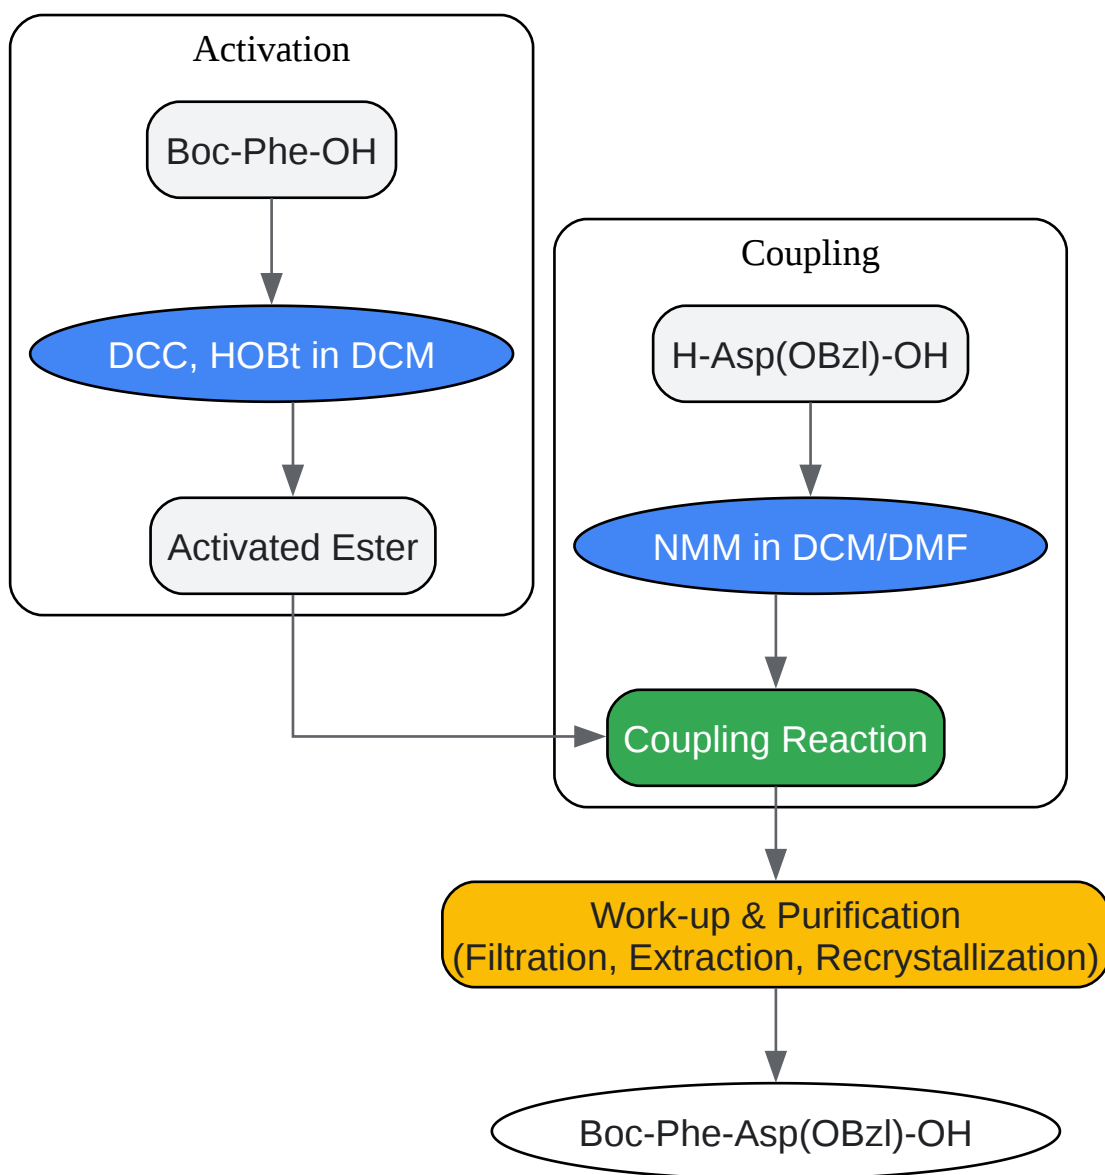 Activation
Boc-Phe-OH
DCC, HOBt in DCM
Activated Ester
Coupling
H-Asp(OBzl)-OH
NMM in DCM/DMF
Coupling Reaction
Work-up & Purification
(Filtration, Extraction, Recrystallization)
Boc-Phe-Asp(OBzl)-OH